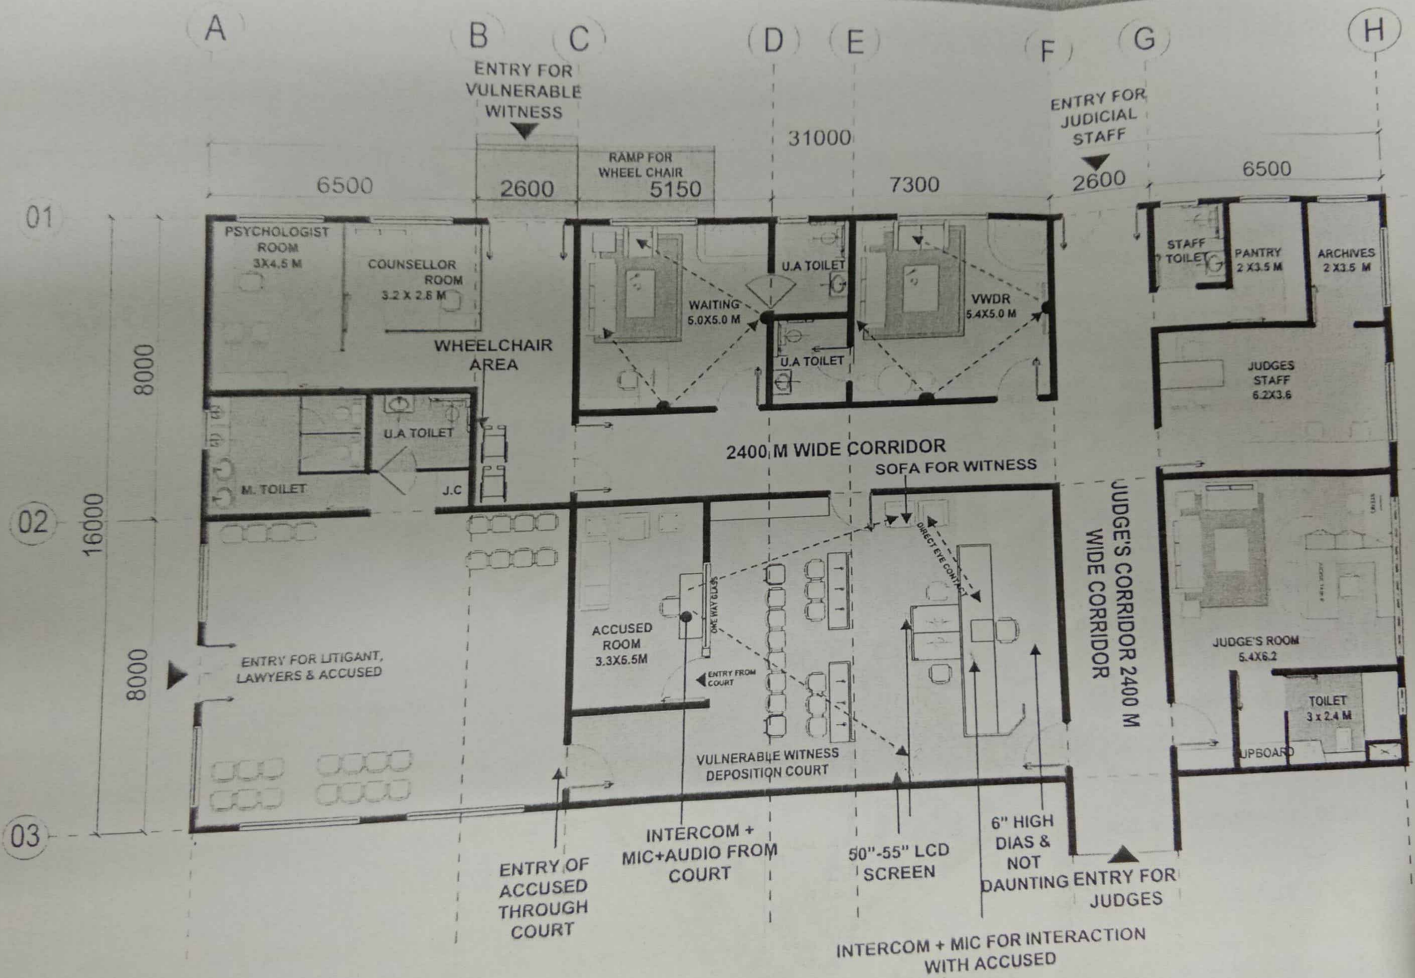 A
B
C
D
E
F
G
H
ENTRY FOR
VULNERABLE
WITNESS
ENTRY FOR
JUDICIAL
STAFF
31000
RAMP FOR
WHEEL CHAIR
6500
2600
5150
7300
2600
6500
01
PSYCHOLOGIST
ROOM
3X4.5 M
COUNSELLOR
ROOM
3.2 X 2.8 M
WAITING
5.0X5.0 M
U.A TOILET
U.A TOILET
VWDR
5.4X5.0 M
STAFF
TOILET
PANTRY
2 X3.5 M
ARCHIVES
2 X3.5 M
WHEELCHAIR
AREA
JUDGES
STAFF
6.2X3.6
8000
U.A TOILET
M. TOILET
J.C
2400 M WIDE CORRIDOR
SOFA FOR WITNESS
02
16000
8000
JUDGE'S CORRIDOR 2400 M
WIDE CORRIDOR
DIRECT EYE CONTACT
ONE WAY GLASS
ACCUSED
ROOM
3.3X5.5M
ENTRY FROM
COURT
ENTRY FOR LITIGANT,
LAWYERS & ACCUSED
JUDGE'S ROOM
5.4X6.2
TOILET
3 x 2.4 M
UPBOARD
VULNERABLE WITNESS
DEPOSITION COURT
03
ENTRY OF
ACCUSED
THROUGH
COURT
INTERCOM +
MIC+AUDIO FROM
COURT
50"-55" LCD
SCREEN
6" HIGH
DIAS &
NOT
DAUNTING
ENTRY FOR
JUDGES
INTERCOM + MIC FOR INTERACTION
WITH ACCUSED